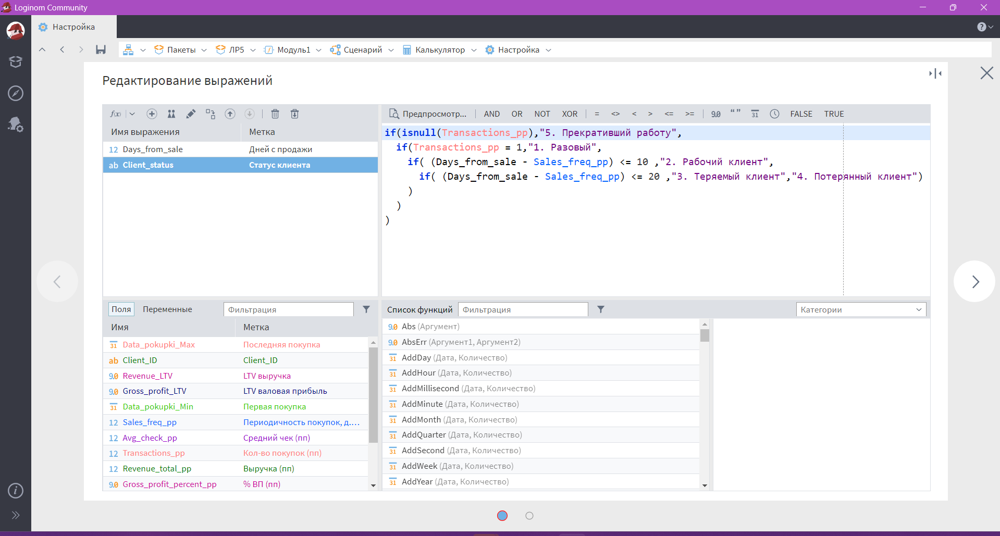 Loginom Community
Настройка
Пакеты ЛР5 Модуль1 Сценарий Калькулятор Настройка
Редактирование выражений
f(x)
Имя выражения Метка
12 Days_from_sale Дней с продажи
ab Client_status Статус клиента
Предпросмотр... AND OR NOT XOR = <> < > <= >= 9.0 “” 31 FALSE TRUE
if(isnull(Transactions_pp),"5. Прекративший работу",
if(Transactions_pp = 1,"1. Разовый",
if( (Days_from_sale - Sales_freq_pp) <= 10 ,"2. Рабочий клиент",
if( (Days_from_sale - Sales_freq_pp) <= 20 ,"3. Теряемый клиент","4. Потерянный клиент")
)
)
)
Поля Переменные Фильтрация
Имя Метка
31 Data_pokupki_Max Последняя покупка
ab Client_ID Client_ID
9.0 Revenue_LTV LTV выручка
9.0 Gross_profit_LTV LTV валовая прибыль
31 Data_pokupki_Min Первая покупка
12 Sales_freq_pp Периодичность покупок, д....
12 Avg_check_pp Средний чек (пп)
12 Transactions_pp Кол-во покупок (пп)
12 Revenue_total_pp Выручка (пп)
9.0 Gross_profit_percent_pp % ВП (пп)
Список функций Фильтрация Категории
9.0 Abs (Аргумент)
9.0 AbsErr (Аргумент1, Аргумент2)
31 AddDay (Дата, Количество)
31 AddHour (Дата, Количество)
31 AddMillisecond (Дата, Количество)
31 AddMinute (Дата, Количество)
31 AddMonth (Дата, Количество)
31 AddQuarter (Дата, Количество)
31 AddSecond (Дата, Количество)
31 AddWeek (Дата, Количество)
31 AddYear (Дата, Количество)